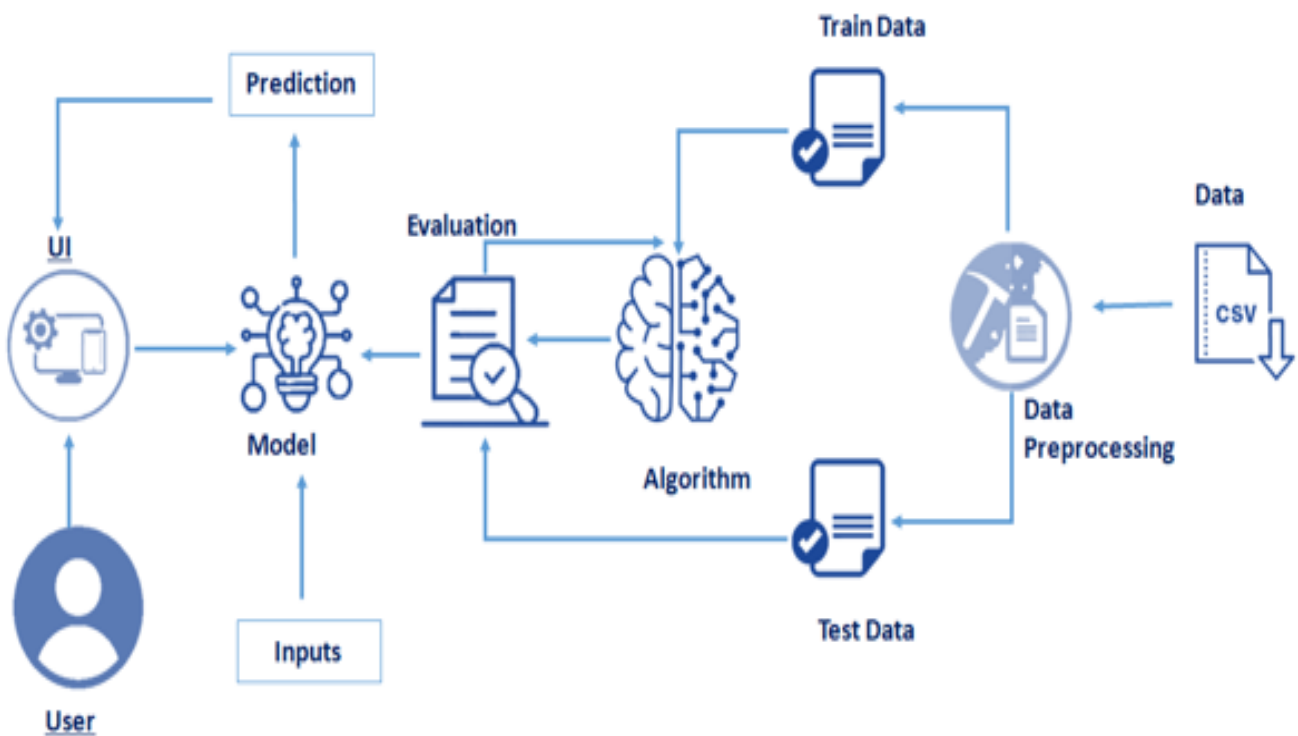 Train Data
Prediction
Data
Evaluation
UI
CSV
Data
Preprocessing
Model
Algorithm
Test Data
Inputs
User